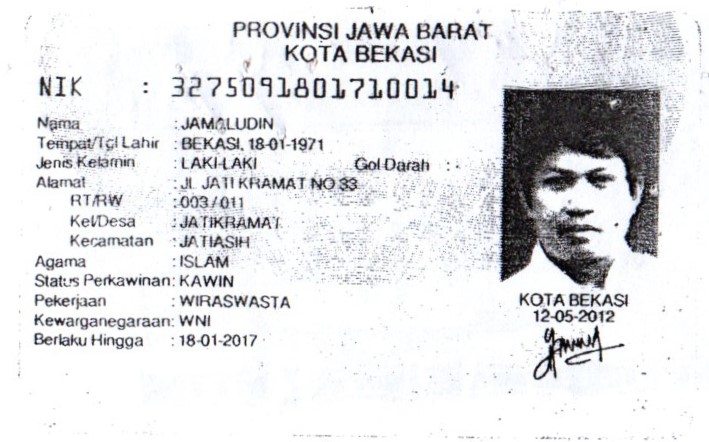 PROVINSI JAWA BARAT
KOTA BEKASI
NIK : 3275091801710014
Nama : JAMALUDIN
Tempat/Tgl Lahir : BEKASI, 18-01-1971
Jenis Kelamin : LAKI-LAKI Gol Darah : -
Alamat : JL JATI KRAMAT NO 33
RT/RW : 003 / 011
Kel/Desa : JATIKRAMAT
Kecamatan : JATIASIH
Agama : ISLAM
Status Perkawinan: KAWIN
Pekerjaan : WIRASWASTA
Kewarganegaraan: WNI
Berlaku Hingga : 18-01-2017
KOTA BEKASI
12-05-2012